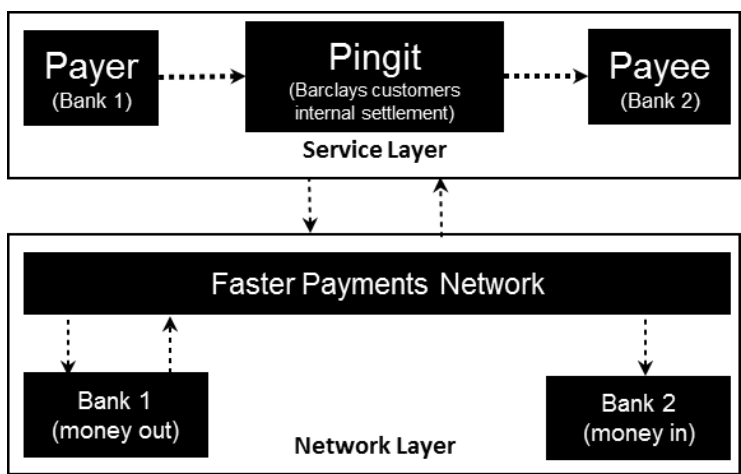 Payer
(Bank 1)
Pingit
(Barclays customers
internal settlement)
Payee
(Bank 2)
Service Layer
Faster Payments Network
Bank 1
(money out)
Bank 2
(money in)
Network Layer